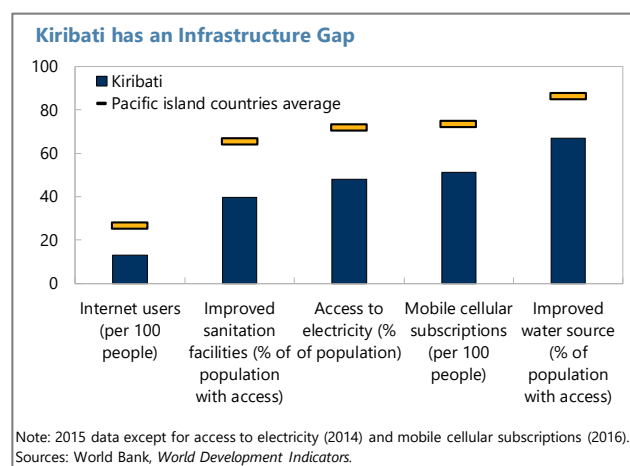 Kiribati has an Infrastructure Gap
100
80
60
40
20
0
Kiribati
Pacific island countries average
Internet users
(per 100
people)
Improved
sanitation
facilities (% of
population
with access)
Access to
electricity (%
of population)
Mobile cellular
subscriptions
(per 100
people)
Improved
water source
(% of
population
with access)
Note: 2015 data except for access to electricity (2014) and mobile cellular subscriptions (2016).
Sources: World Bank, World Development Indicators.